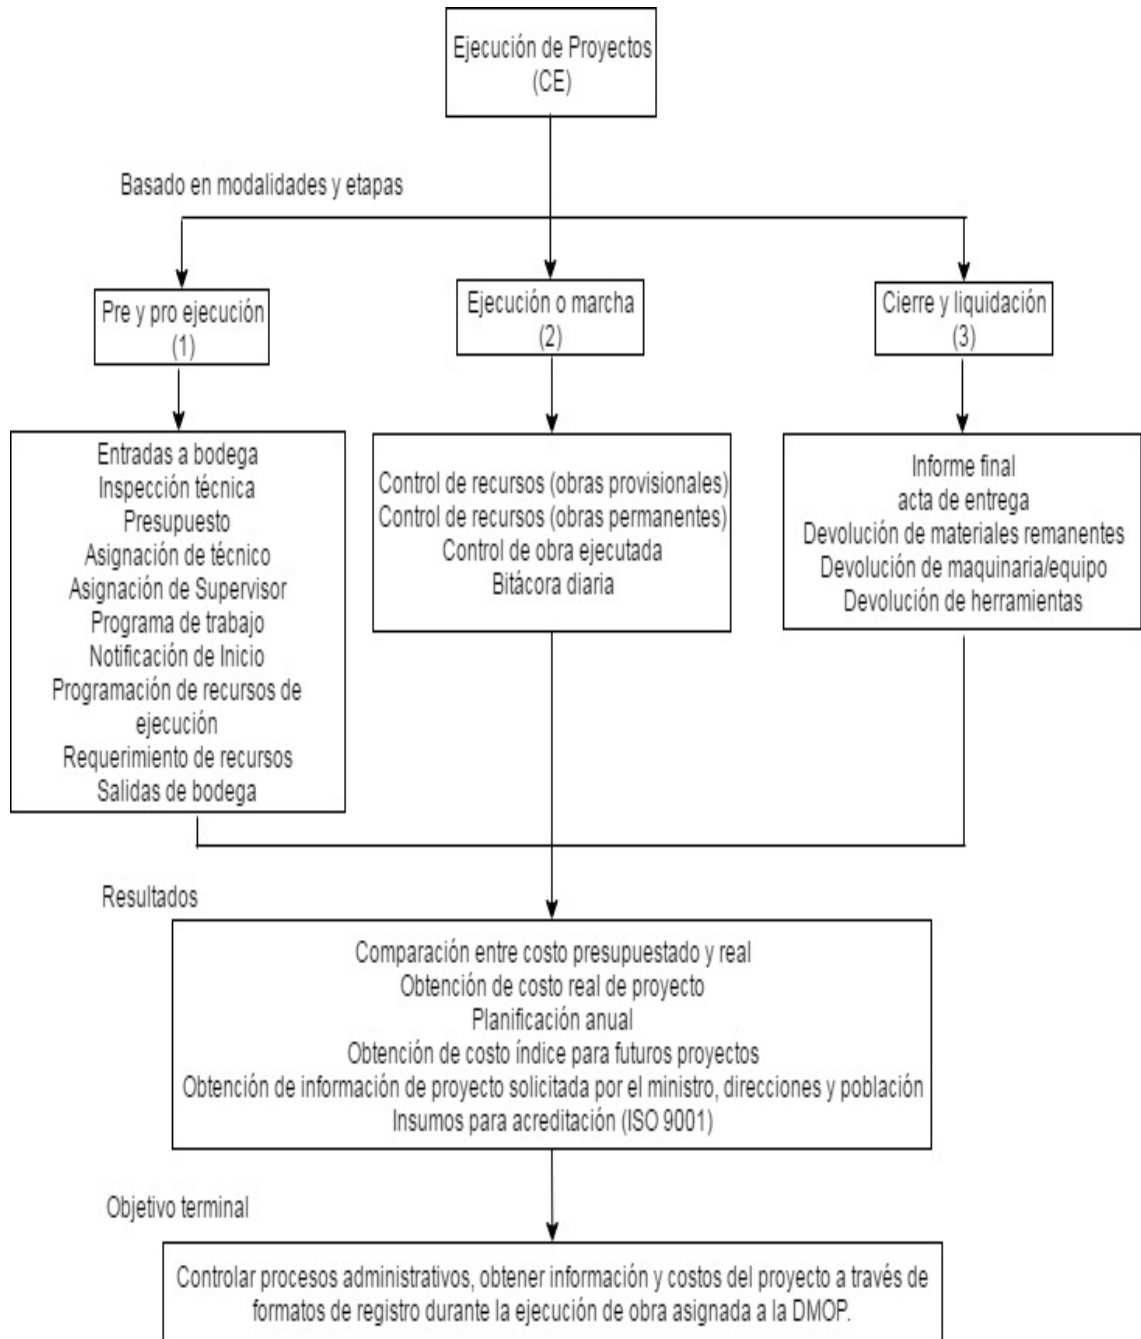 Ejecución de Proyectos
(CE)
Basado en modalidades y etapas
Pre y pro ejecución
(1)
Ejecución o marcha
(2)
Cierre y liquidación
(3)
Entradas a bodega
Inspección técnica
Presupuesto
Asignación de técnico
Asignación de Supervisor
Programa de trabajo
Notificación de Inicio
Programación de recursos de
ejecución
Requerimiento de recursos
Salidas de bodega
Control de recursos (obras provisionales)
Control de recursos (obras permanentes)
Control de obra ejecutada
Bitácora diaria
Informe final
acta de entrega
Devolución de materiales remanentes
Devolución de maquinaria/equipo
Devolución de herramientas
Resultados
Comparación entre costo presupuestado y real
Obtención de costo real de proyecto
Planificación anual
Obtención de costo índice para futuros proyectos
Obtención de información de proyecto solicitada por el ministro, direcciones y población
Insumos para acreditación (ISO 9001)
Objetivo terminal
Controlar procesos administrativos, obtener información y costos del proyecto a través de
formatos de registro durante la ejecución de obra asignada a la DMOP.